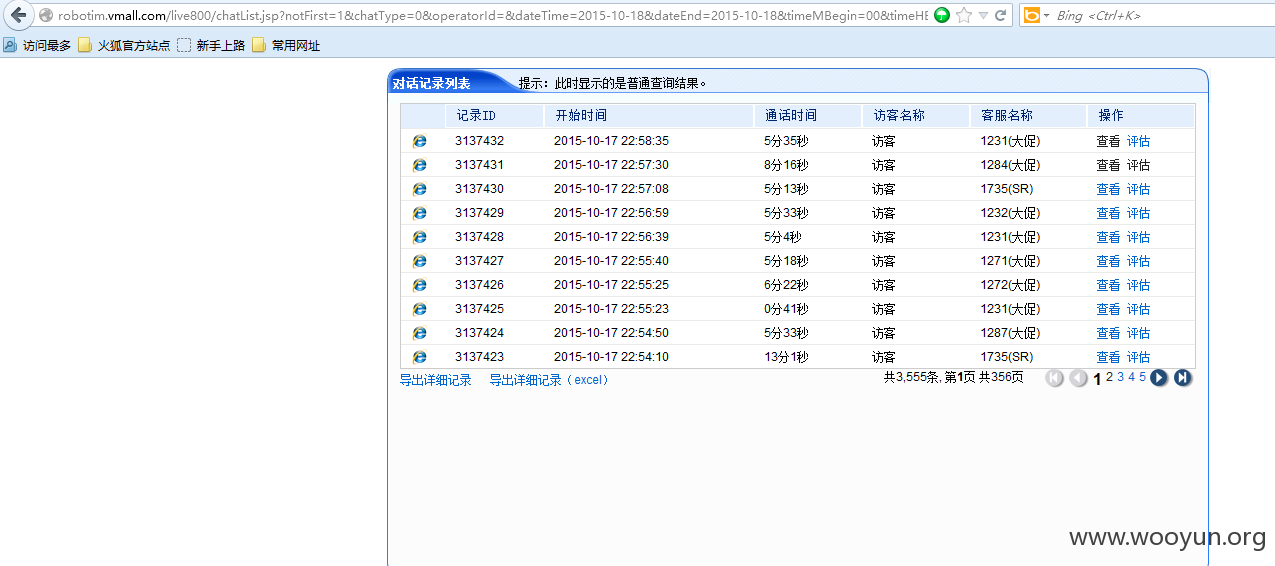 robotim.vmall.com/live800/chatList.jsp?notFirst=1&chatType=0&operatorId=&dateTime=2015-10-18&dateEnd=2015-10-18&timeMBegin=00&timeHE
Bing <Ctrl+K>
访问最多 火狐官方站点 新手上路 常用网址
对话记录列表 提示：此时显示的是普通查询结果。
记录ID 开始时间 通话时间 访客名称 客服名称 操作
3137432 2015-10-17 22:58:35 5分35秒 访客 1231(大促) 查看 评估
3137431 2015-10-17 22:57:30 8分16秒 访客 1284(大促) 查看 评估
3137430 2015-10-17 22:57:08 5分13秒 访客 1735(SR) 查看 评估
3137429 2015-10-17 22:56:59 5分33秒 访客 1232(大促) 查看 评估
3137428 2015-10-17 22:56:39 5分4秒 访客 1231(大促) 查看 评估
3137427 2015-10-17 22:55:40 5分18秒 访客 1271(大促) 查看 评估
3137426 2015-10-17 22:55:25 6分22秒 访客 1272(大促) 查看 评估
3137425 2015-10-17 22:55:23 0分41秒 访客 1231(大促) 查看 评估
3137424 2015-10-17 22:54:50 5分33秒 访客 1287(大促) 查看 评估
3137423 2015-10-17 22:54:10 13分1秒 访客 1735(SR) 查看 评估
导出详细记录 导出详细记录（excel） 共3,555条, 第1页 共356页 1 2 3 4 5
www.wooyun.org